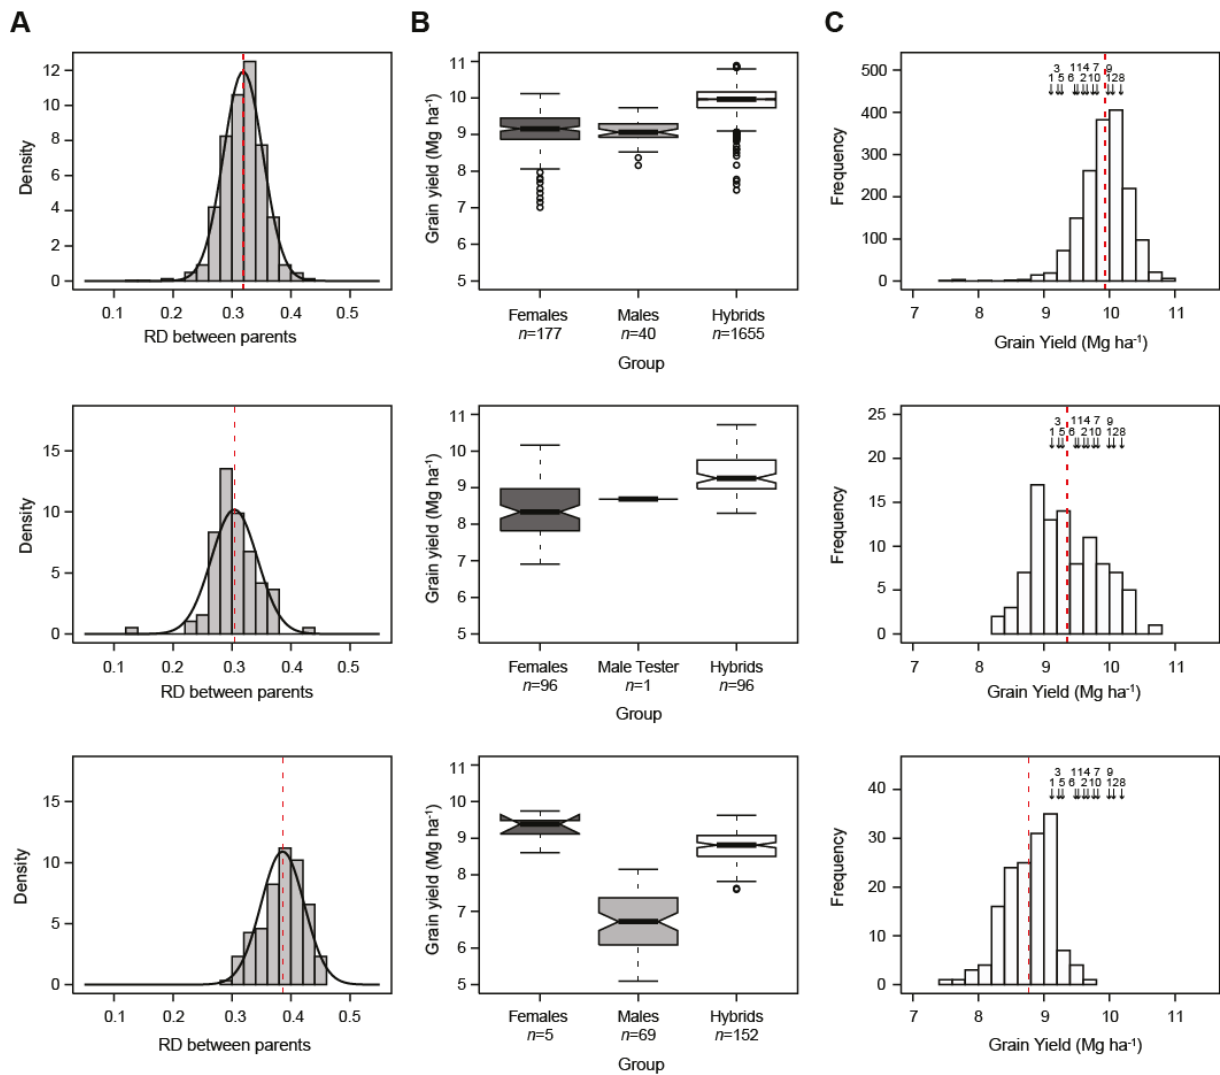 A
B
C
12
10
8
6
4
2
0
Density
0.1 0.2 0.3 0.4 0.5
RD between parents
11
10
9
8
7
6
5
Grain yield (Mg ha⁻¹)
Females Males Hybrids
n=177 n=40 n=1655
Group
500
400
300
200
100
0
Frequency
3 1114 7 9
1 5 6 210 128
7 8 9 10 11
Grain Yield (Mg ha⁻¹)
15
10
5
0
Density
0.1 0.2 0.3 0.4 0.5
RD between parents
11
10
9
8
7
6
5
Grain yield (Mg ha⁻¹)
Females Male Tester Hybrids
n=96 n=1 n=96
Group
25
20
15
10
5
0
Frequency
3 1114 7 9
1 5 6 210 128
7 8 9 10 11
Grain Yield (Mg ha⁻¹)
15
10
5
0
Density
0.1 0.2 0.3 0.4 0.5
RD between parents
11
10
9
8
7
6
5
Grain yield (Mg ha⁻¹)
Females Males Hybrids
n=5 n=69 n=152
Group
40
30
20
10
0
Frequency
3 1114 7 9
1 5 6 210 128
7 8 9 10 11
Grain Yield (Mg ha⁻¹)